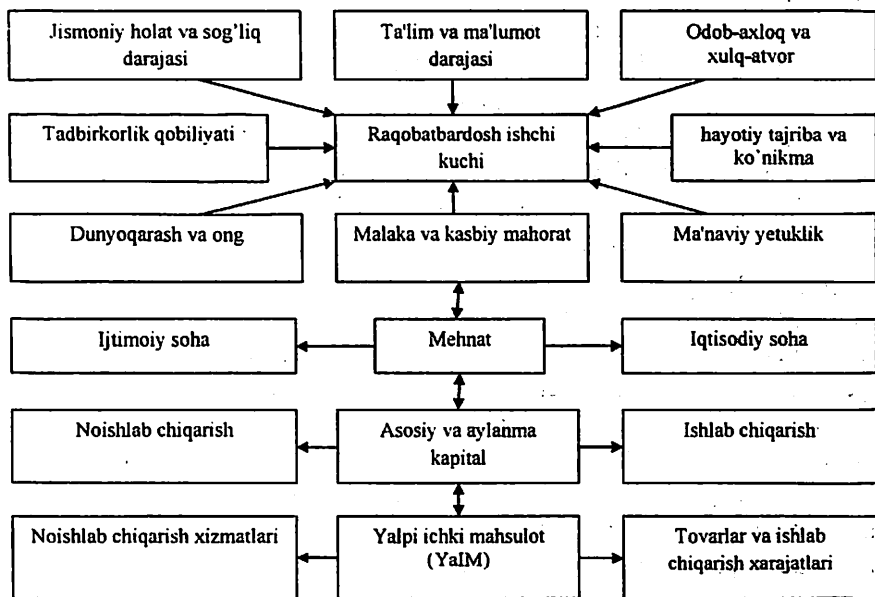 Jismoniy holat va sog’liq
darajasi
Ta'lim va ma'lumot
darajasi
Odob-axloq va
xulq-atvor
Tadbirkorlik qobiliyati
Raqobatbardosh ishchi
kuchi
hayotiy tajriba va
ko`nikma
Dunyoqarash va ong
Malaka va kasbiy mahorat
Ma'naviy yetuklik
Ijtimoiy soha
Mehnat
Iqtisodiy soha
Noishlab chiqarish
Asosiy va aylanma
kapital
Ishlab chiqarish
Noishlab chiqarish xizmatlari
Yalpi ichki mahsulot
(YaIM)
Tovarlar va ishlab
chiqarish xarajatlari